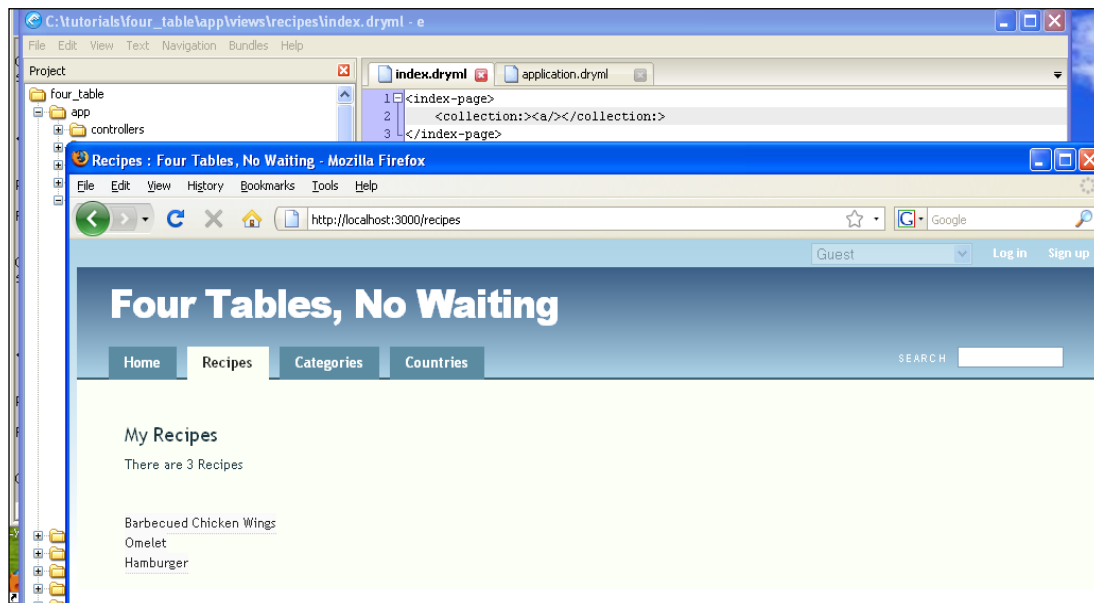 C:\tutorials\four_table\app\views\recipes\index.dryml - e
File Edit View Text Navigation Bundles Help
Project
index.dryml
application.dryml
four_table
app
controllers
1 <index-page>
2 <collection:><a/></collection:>
3 </index-page>
Recipes : Four Tables, No Waiting - Mozilla Firefox
File Edit View History Bookmarks Tools Help
http://localhost:3000/recipes
G Google
Guest
Log in Sign up
Four Tables, No Waiting
Home Recipes Categories Countries
SEARCH
My Recipes
There are 3 Recipes
Barbecued Chicken Wings
Omelet
Hamburger